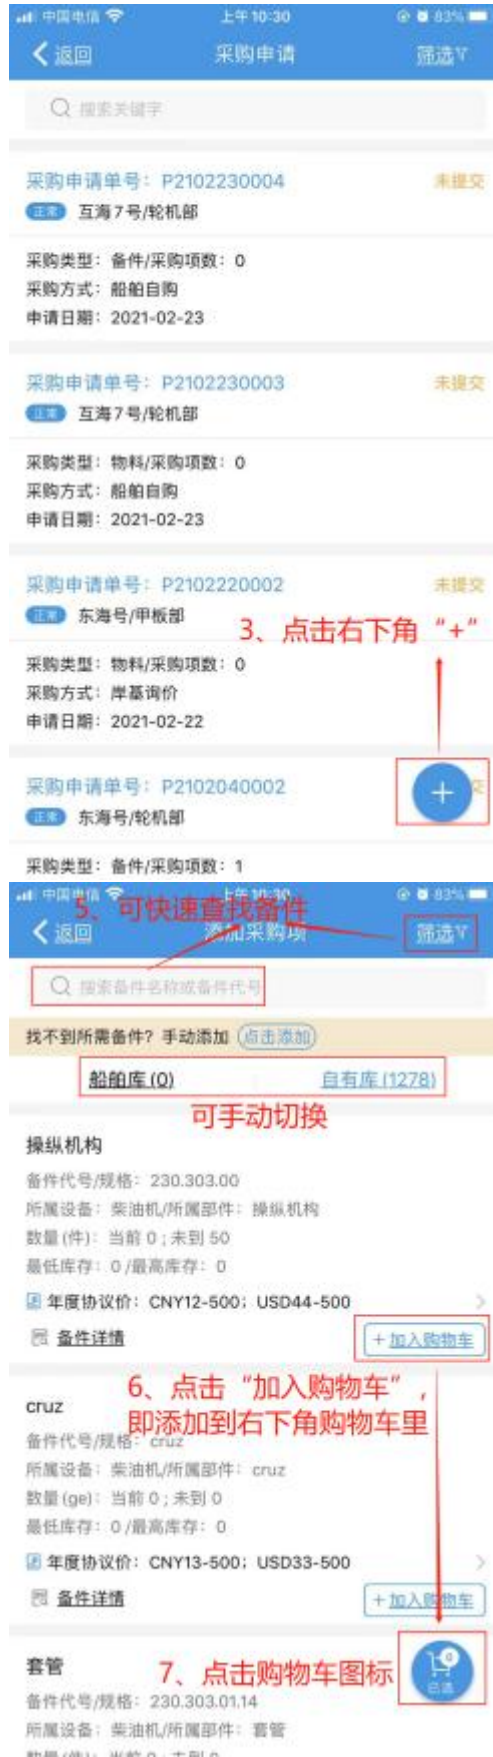 中国电信 上午10:30 83%
返回 采购申请 筛选
搜索关键字
采购申请单号：P2102230004 未提交
正常 互海7号/轮机部
采购类型：备件/采购项数：0
采购方式：船舶自购
申请日期：2021-02-23
采购申请单号：P2102230003 未提交
正常 互海7号/轮机部
采购类型：物料/采购项数：0
采购方式：船舶自购
申请日期：2021-02-23
采购申请单号：P2102220002 未提交
正常 东海号/甲板部
3、点击右下角“+”
采购类型：物料/采购项数：0
采购方式：岸基询价
申请日期：2021-02-22
采购申请单号：P2102040002
正常 东海号/轮机部
采购类型：备件/采购项数：1
中国电信 上午10:30 83%
5、可快速查找备件
返回 添加采购项 筛选
搜索备件名称或备件代号
找不到所需备件？手动添加 点击添加
船舶库(0) 自有库(1278)
可手动切换
操纵机构
备件代号/规格：230.303.00
所属设备：柴油机/所属部件：操纵机构
数量(件)：当前 0 ; 未到 50
最低库存：0 /最高库存：0
年度协议价：CNY12-500；USD44-500
备件详情 +加入购物车
6、点击“加入购物车”，
即添加到右下角购物车里
cruz
备件代号/规格：cruz
所属设备：柴油机/所属部件：cruz
数量(ge)：当前 0 ; 未到 0
最低库存：0 /最高库存：0
年度协议价：CNY13-500；USD33-500
备件详情 +加入购物车
0
已选
7、点击购物车图标
套管
备件代号/规格：230.303.01.14
所属设备：柴油机/所属部件：套管